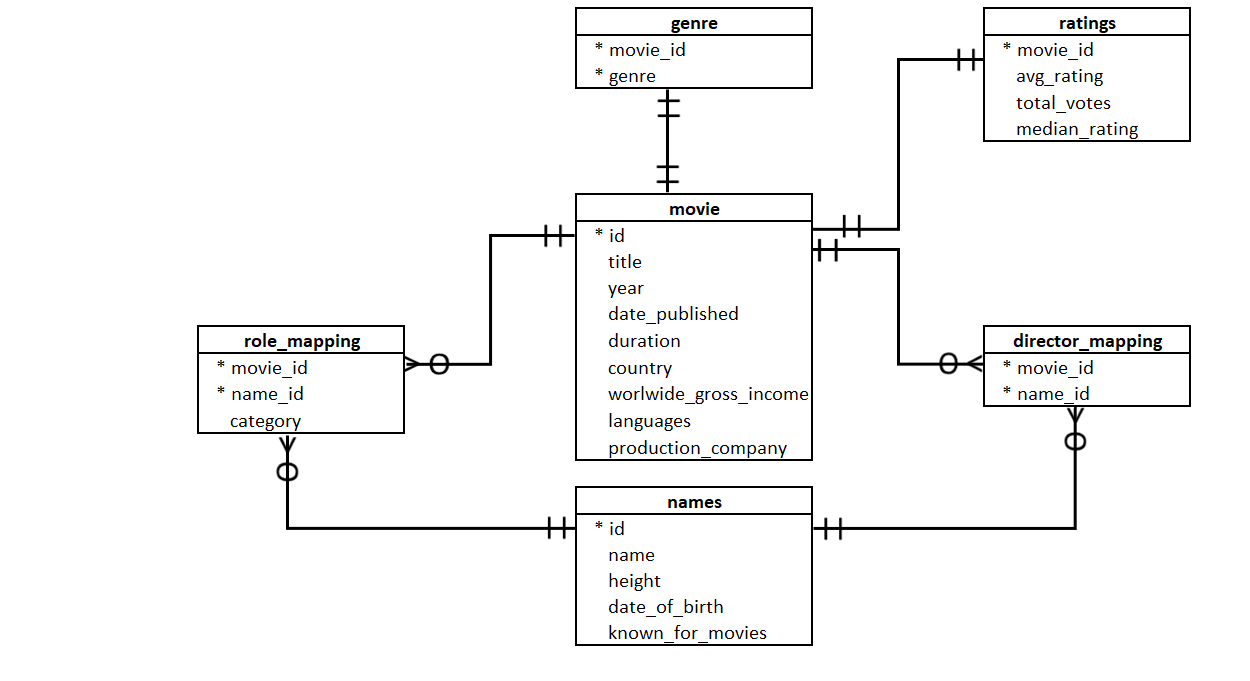 genre
* movie_id
* genre
ratings
* movie_id
avg_rating
total_votes
median_rating
movie
* id
title
year
date_published
duration
country
worlwide_gross_income
languages
production_company
role_mapping
* movie_id
* name_id
category
director_mapping
* movie_id
* name_id
names
* id
name
height
date_of_birth
known_for_movies